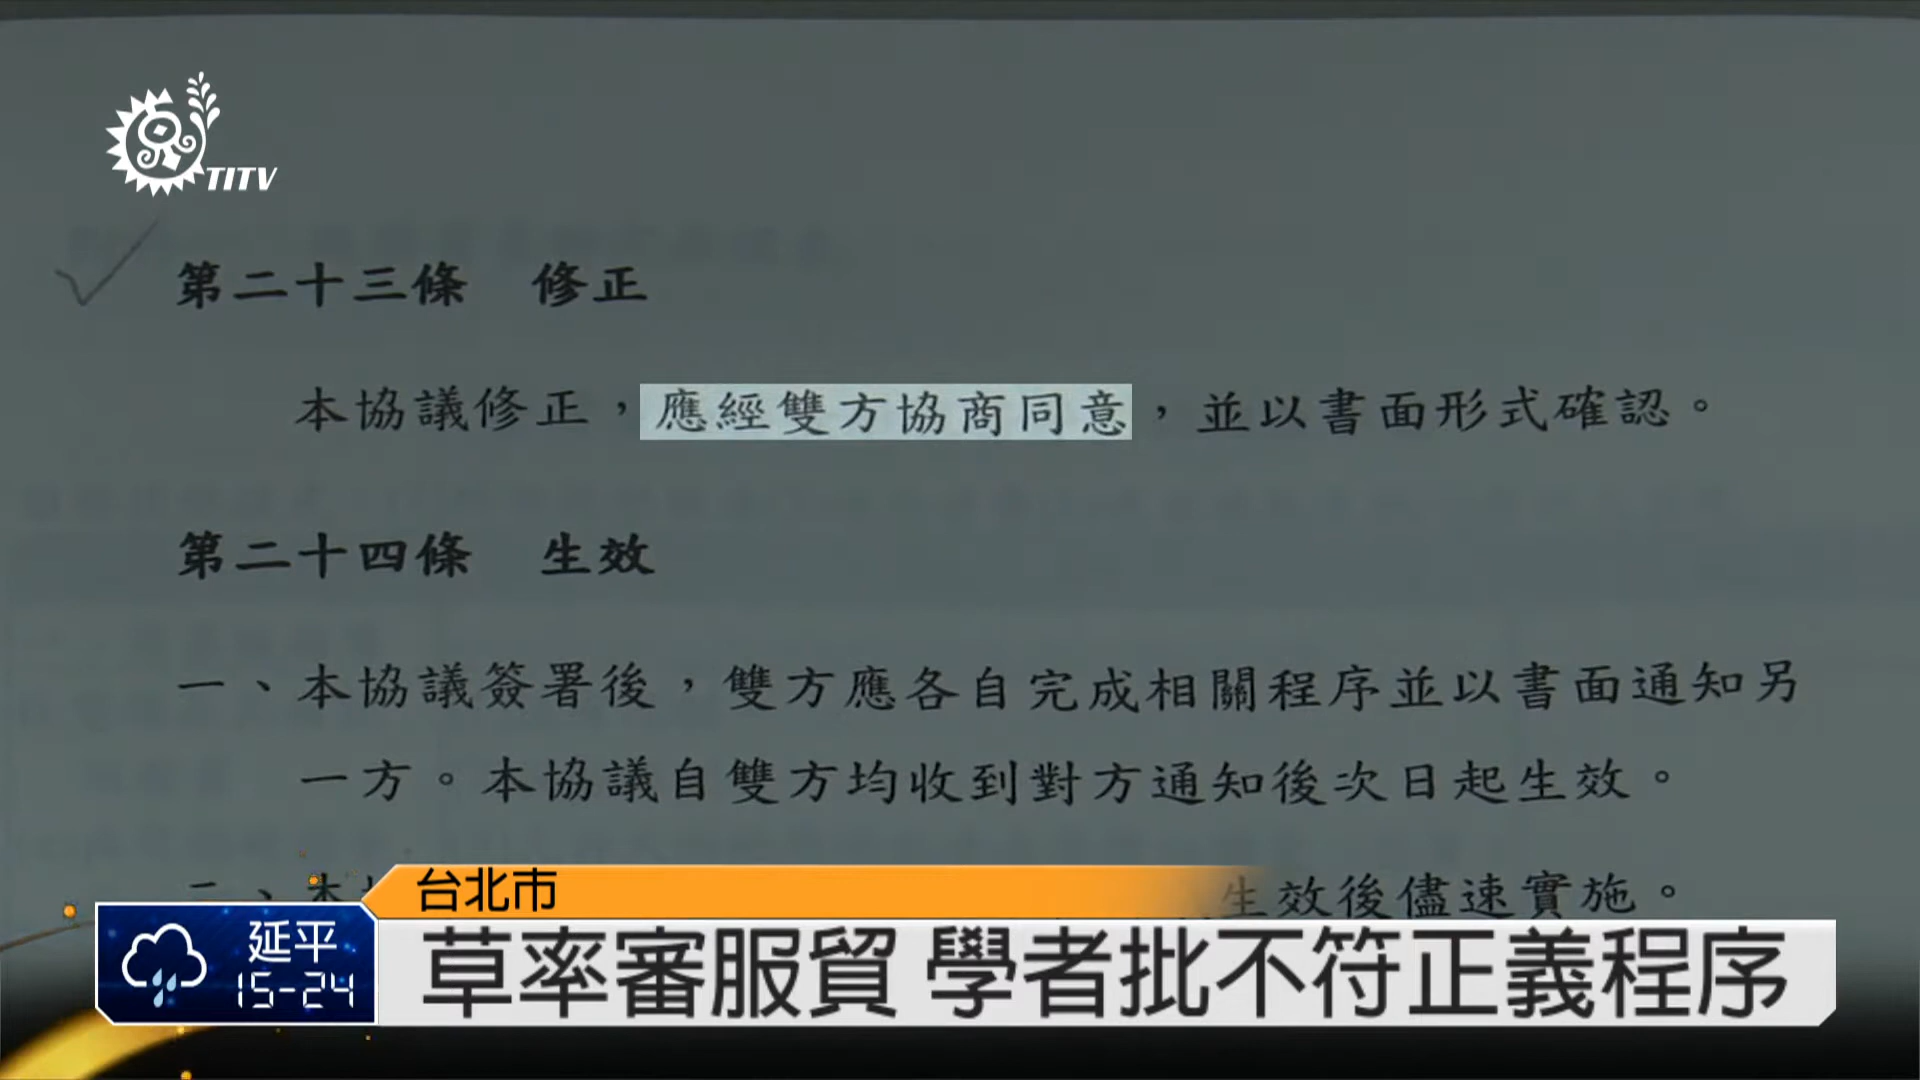 TITV
第二十三條 修正
本協議修正，應經雙方協商同意，並以書面形式確認。
第二十四條 生效
一、本協議簽署後，雙方應各自完成相關程序並以書面通知另
一方。本協議自雙方均收到對方通知後次日起生效。
二、本 生效後儘速實施。
台北市
延平
15-24
草率審服貿 學者批不符正義程序